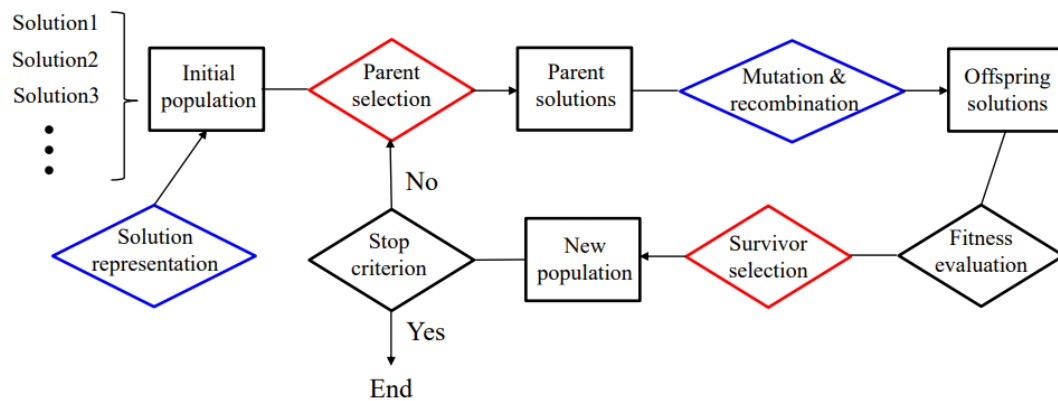 Solution1
Solution2
Solution3
Initial
population
Parent
selection
Parent
solutions
Mutation &
recombination
Offspring
solutions
No
Solution
representation
Stop
criterion
New
population
Survivor
selection
Fitness
evaluation
Yes
End